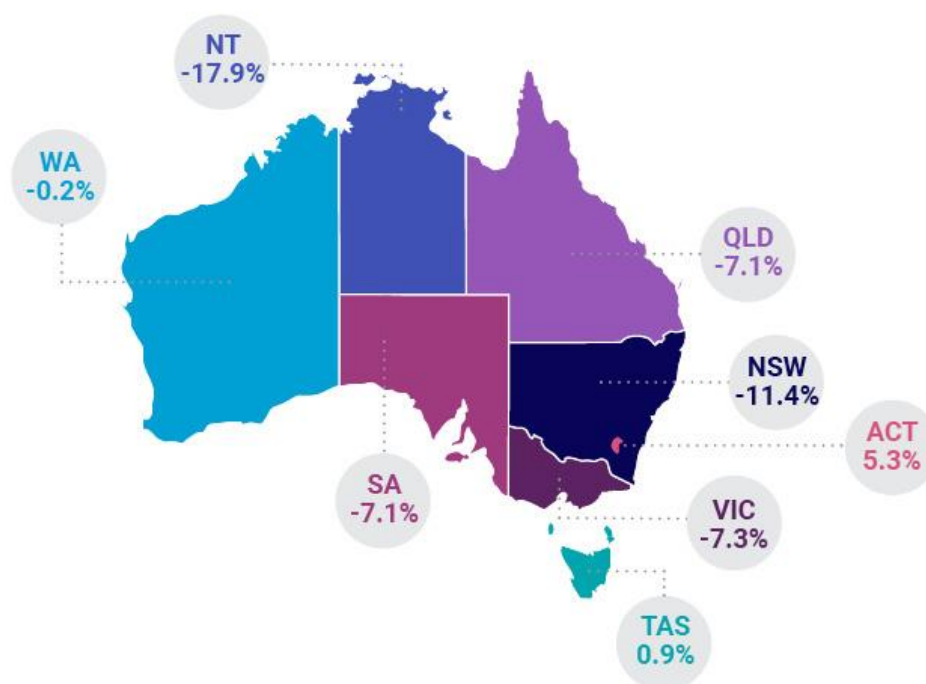 NT
-17.9%
WA
-0.2%
QLD
-7.1%
NSW
-11.4%
ACT
5.3%
SA
-7.1%
VIC
-7.3%
TAS
0.9%